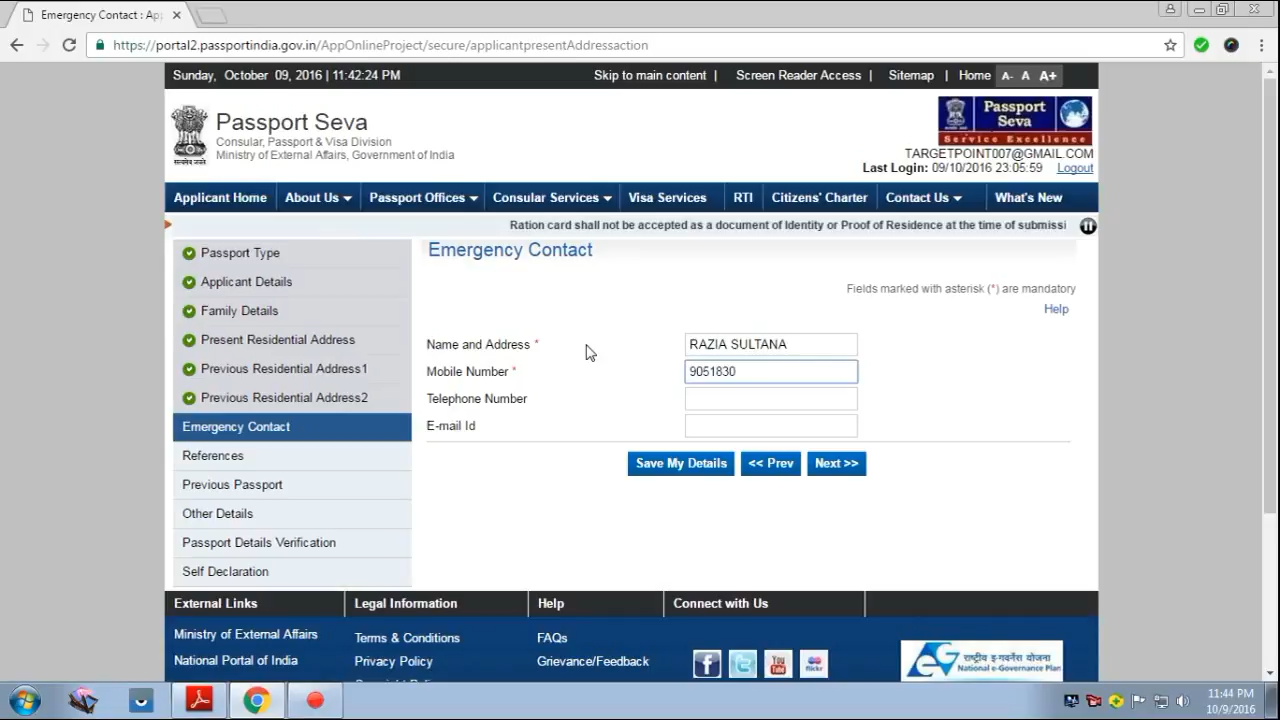 Emergency Contact : Ap
https://portal2.passportindia.gov.in/AppOnlineProject/secure/applicantpresentAddressaction
Sunday, October 09, 2016 | 11:42:24 PM
Skip to main content | Screen Reader Access | Sitemap | Home A- A A+
Passport Seva
Consular, Passport & Visa Division
Ministry of External Affairs, Government of India
सत्यमेव जयते
Passport
Seva
Service Excellence
TARGETPOINT007@GMAIL.COM
Last Login: 09/10/2016 23:05:59 Logout
Applicant Home About Us Passport Offices Consular Services Visa Services RTI Citizens' Charter Contact Us What's New
Ration card shall not be accepted as a document of Identity or Proof of Residence at the time of submissi
Passport Type
Applicant Details
Family Details
Present Residential Address
Previous Residential Address1
Previous Residential Address2
Emergency Contact
References
Previous Passport
Other Details
Passport Details Verification
Self Declaration
Emergency Contact
Fields marked with asterisk (*) are mandatory
Help
Name and Address * RAZIA SULTANA
Mobile Number * 9051830
Telephone Number
E-mail Id
Save My Details << Prev Next >>
External Links Legal Information Help Connect with Us
Ministry of External Affairs Terms & Conditions FAQs
National Portal of India Privacy Policy Grievance/Feedback
You
Tube
flickr
राष्ट्रीय ई-गवर्नेंस योजना
National e-Governance Plan
11:44 PM
10/9/2016